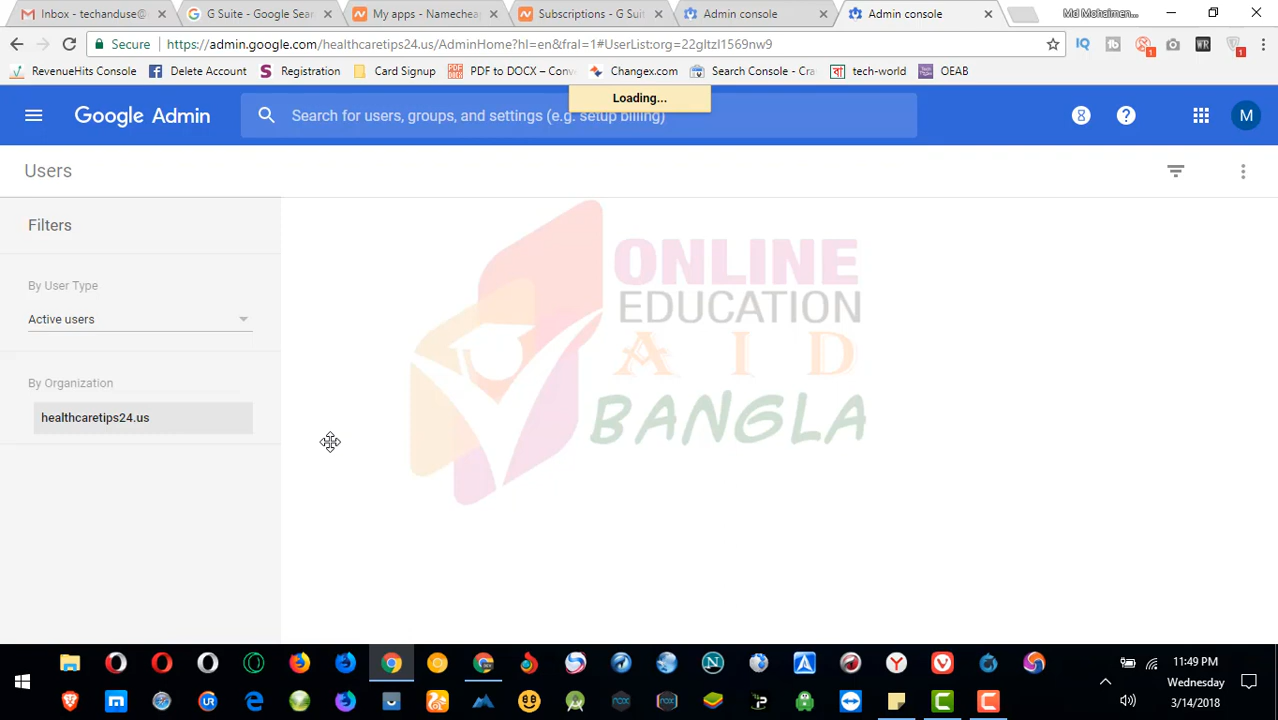 Inbox - techanduse@
G Suite - Google Sear
My apps - Namecheap
Subscriptions - G Suit
Admin console
Admin console
Md Mohaimen...
Secure
https://admin.google.com/healthcaretips24.us/AdminHome?hl=en&fral=1#UserList:org=22gltzl1569nw9
RevenueHits Console
Delete Account
Registration
Card Signup
PDF to DOCX – Conve
Changex.com
Search Console - Cra
tech-world
OEAB
Loading...
Google Admin
Search for users, groups, and settings (e.g. setup billing)
M
Users
Filters
By User Type
Active users
By Organization
healthcaretips24.us
ONLINE
EDUCATION
AID
BANGLA
11:49 PM
Wednesday
3/14/2018